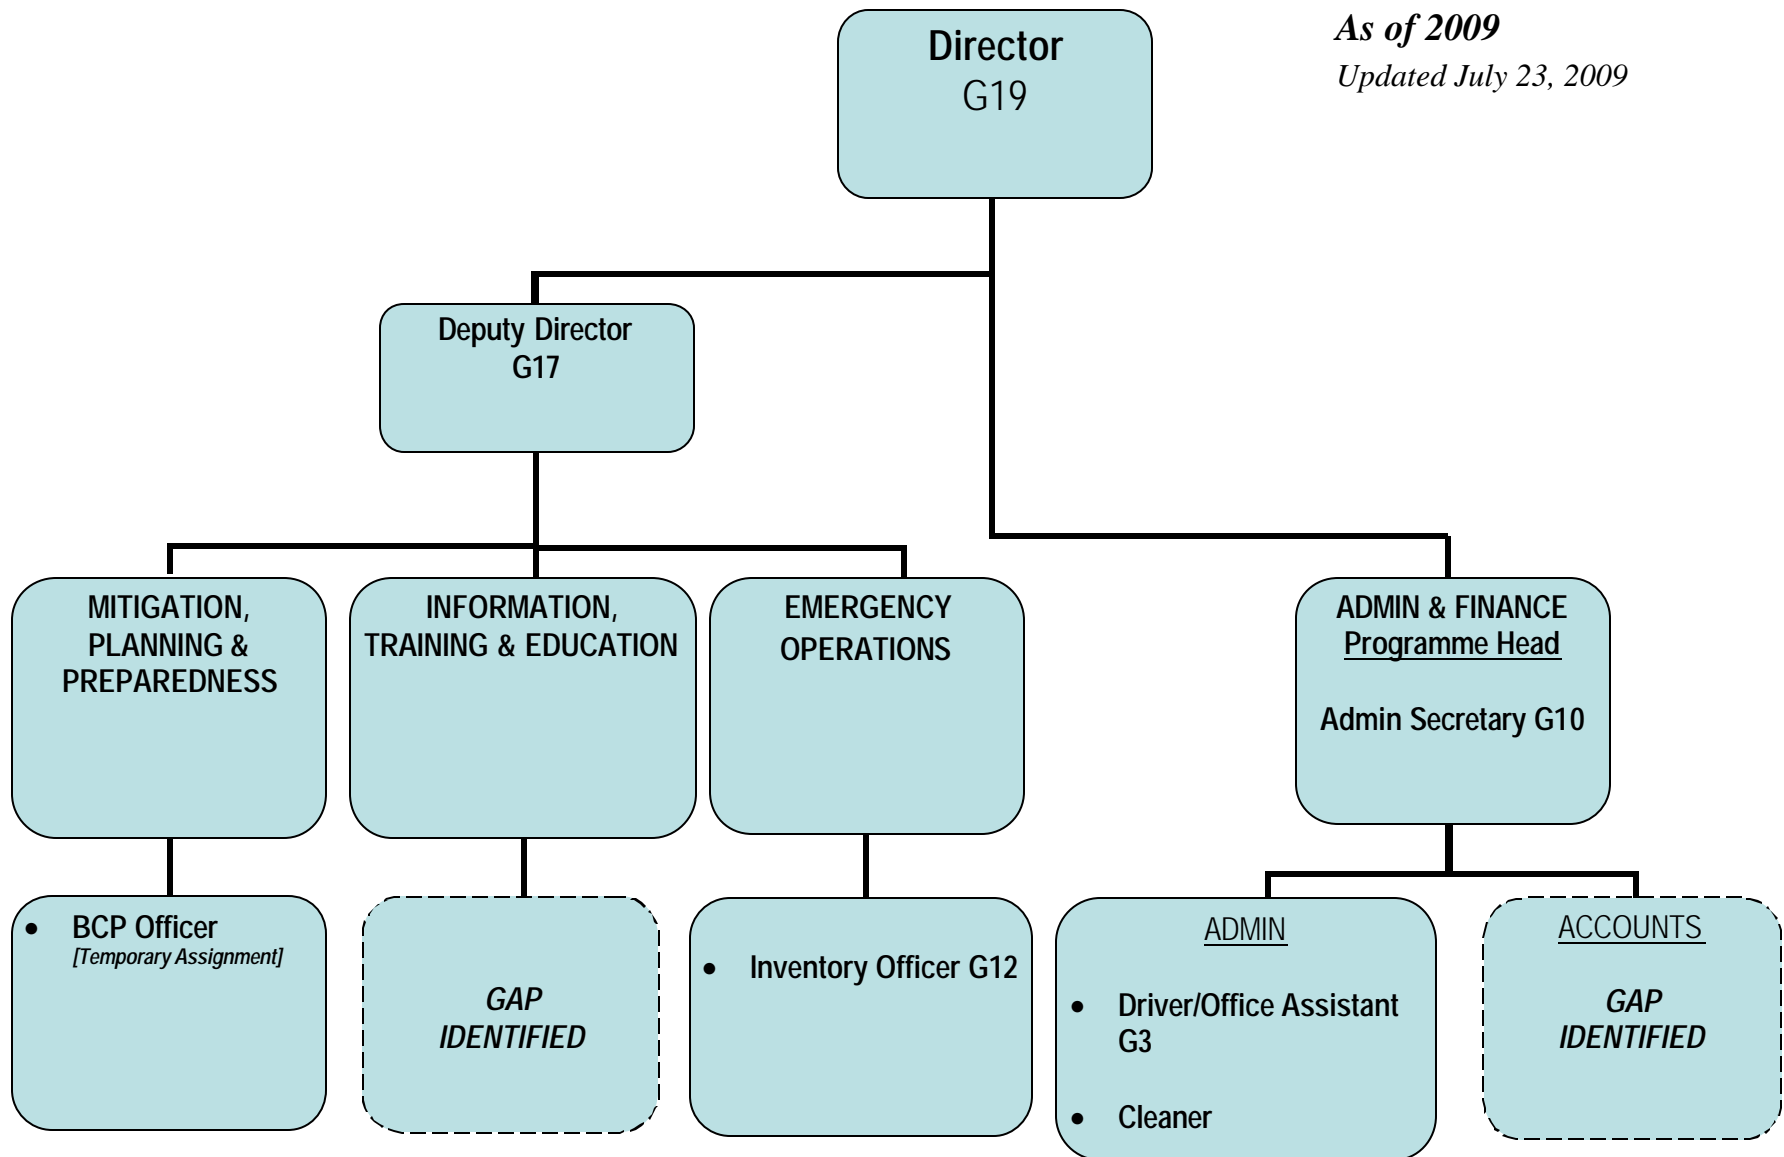 As of 2009
Updated July 23, 2009
Director
G19
Deputy Director
G17
MITIGATION,
PLANNING &
PREPAREDNESS
INFORMATION,
TRAINING & EDUCATION
EMERGENCY
OPERATIONS
ADMIN & FINANCE
Programme Head
Admin Secretary G10
• BCP Officer
[Temporary Assignment]
GAP
IDENTIFIED
• Inventory Officer G12
ADMIN
• Driver/Office Assistant
G3
• Cleaner
ACCOUNTS
GAP
IDENTIFIED